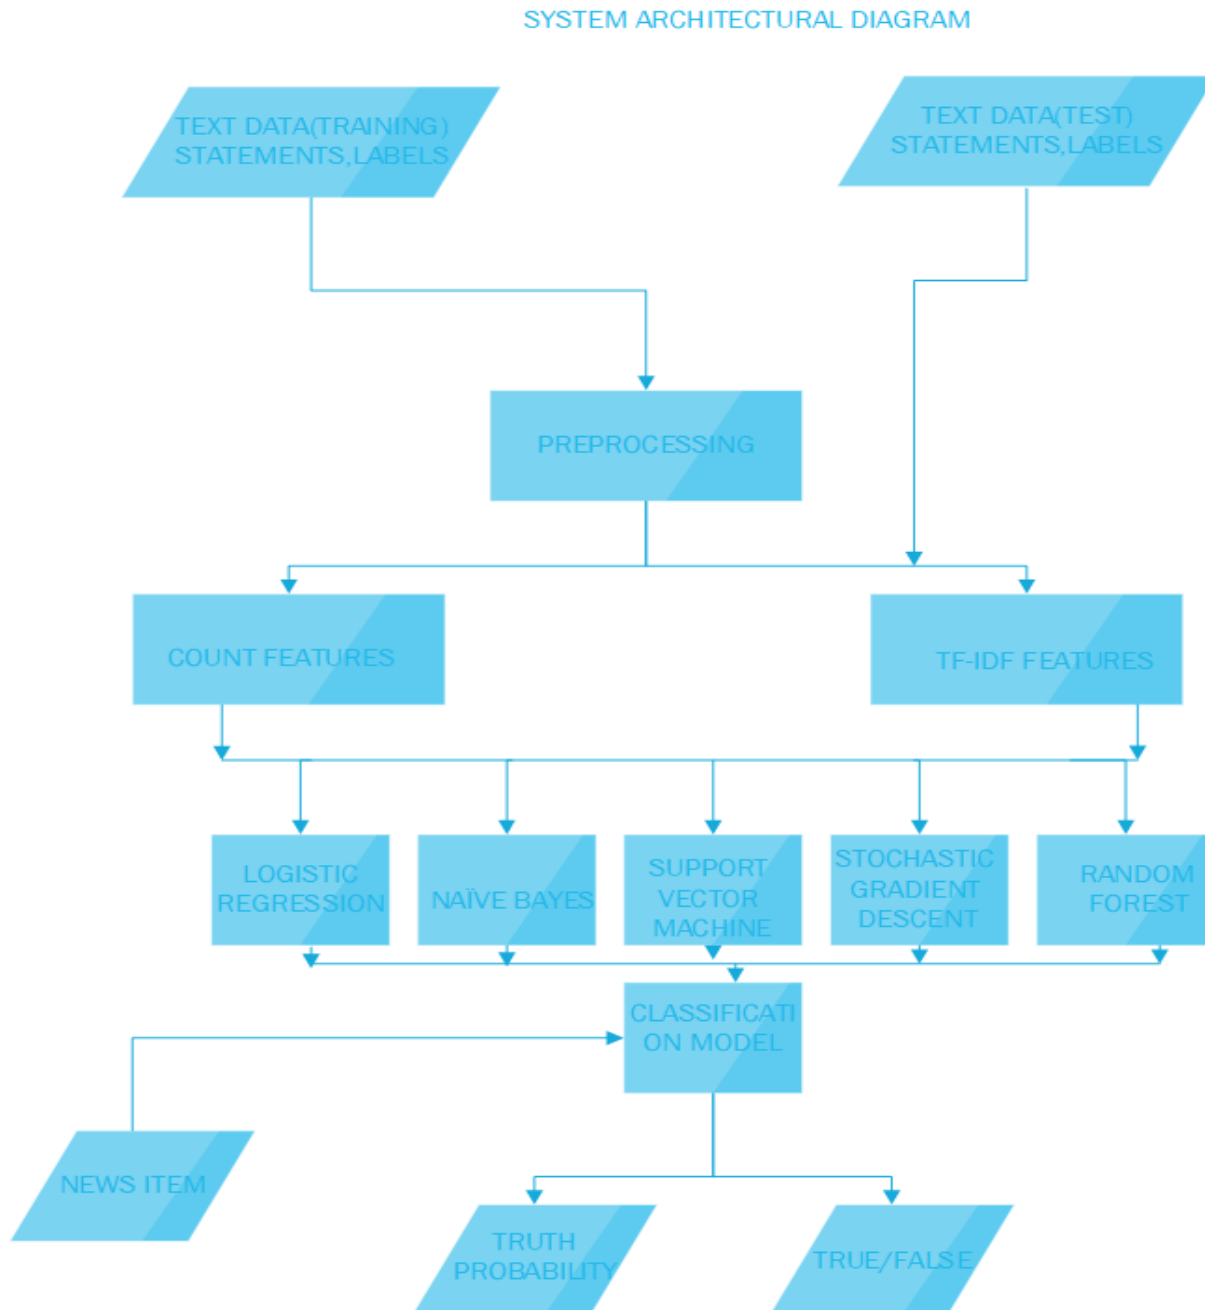 SYSTEM ARCHITECTURAL DIAGRAM
TEXT DATA(TRAINING)
STATEMENTS,LABELS
TEXT DATA(TEST)
STATEMENTS,LABELS
PREPROCESSING
COUNT FEATURES
TF-IDF FEATURES
LOGISTIC
REGRESSION
NAÏVE BAYES
SUPPORT
VECTOR
MACHINE
STOCHASTIC
GRADIENT
DESCENT
RANDOM
FOREST
CLASSIFICATI
ON MODEL
NEWS ITEM
TRUTH
PROBABILITY
TRUE/FALSE